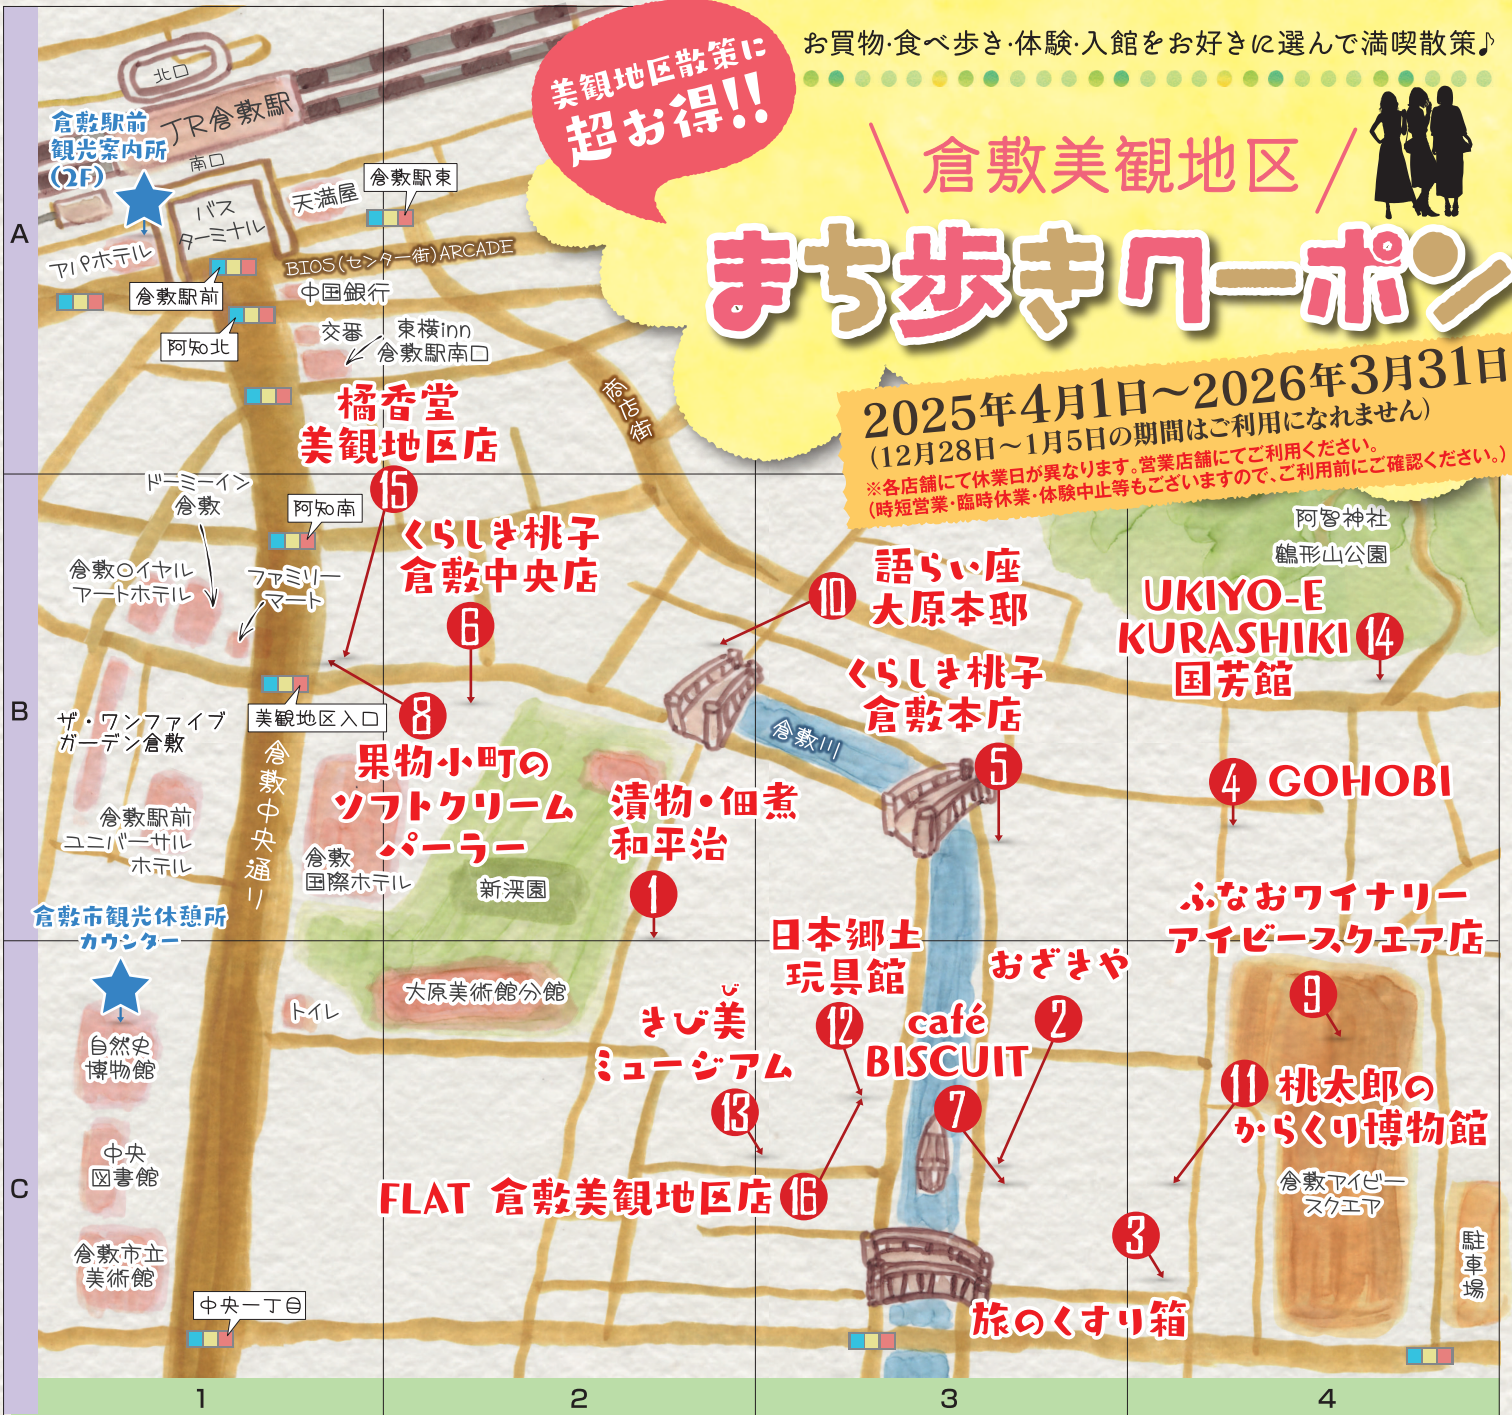 お買物・食べ歩き・体験・入館をお好きに選んで満喫散策♪
美観地区散策に
超お得!!
倉敷美観地区
まち歩きクーポン
2025年4月1日〜2026年3月31日
(12月28日〜1月5日の期間はご利用になれません)
※各店舗にて休業日が異なります。営業店舗にてご利用ください。
(時短営業・臨時休業・体験中止等もございますので、ご利用前にご確認ください。)
A
北口
JR倉敷駅
南口
倉敷駅前
観光案内所
(2F)
バス
ターミナル
天満屋
倉敷駅東
アパホテル
BIOS(センター街)ARCADE
倉敷駅前
中国銀行
阿知北
交番
東横inn
倉敷駅南口
商店街
橘香堂
美観地区店
15
B
ドーミーイン
倉敷
阿知南
くらしき桃子
倉敷中央店
6
倉敷ロイヤル
アートホテル
ファミリー
マート
語らい座
大原本邸
10
阿智神社
鶴形山公園
UKIYO-E
KURASHIKI
国芳館
14
くらしき桃子
倉敷本店
5
美観地区入口
ザ・ワンファイブ
ガーデン倉敷
8
果物小町の
ソフトクリーム
パーラー
倉敷川
4
GOHOBI
倉敷中央通り
倉敷駅前
ユニバーサル
ホテル
倉敷
国際ホテル
漬物・佃煮
和平治
1
新渓園
ふなおワイナリー
アイビースクエア店
9
倉敷市観光休憩所
カウンター
C
大原美術館分館
トイレ
自然史
博物館
日本郷土
玩具館
12
おざきや
2
び
きび美
ミュージアム
13
café
BISCUIT
7
11
桃太郎の
からくり博物館
中央
図書館
FLAT 倉敷美観地区店
16
倉敷アイビー
スクエア
3
旅のくすり箱
倉敷市立
美術館
駐車場
中央一丁目
1
2
3
4